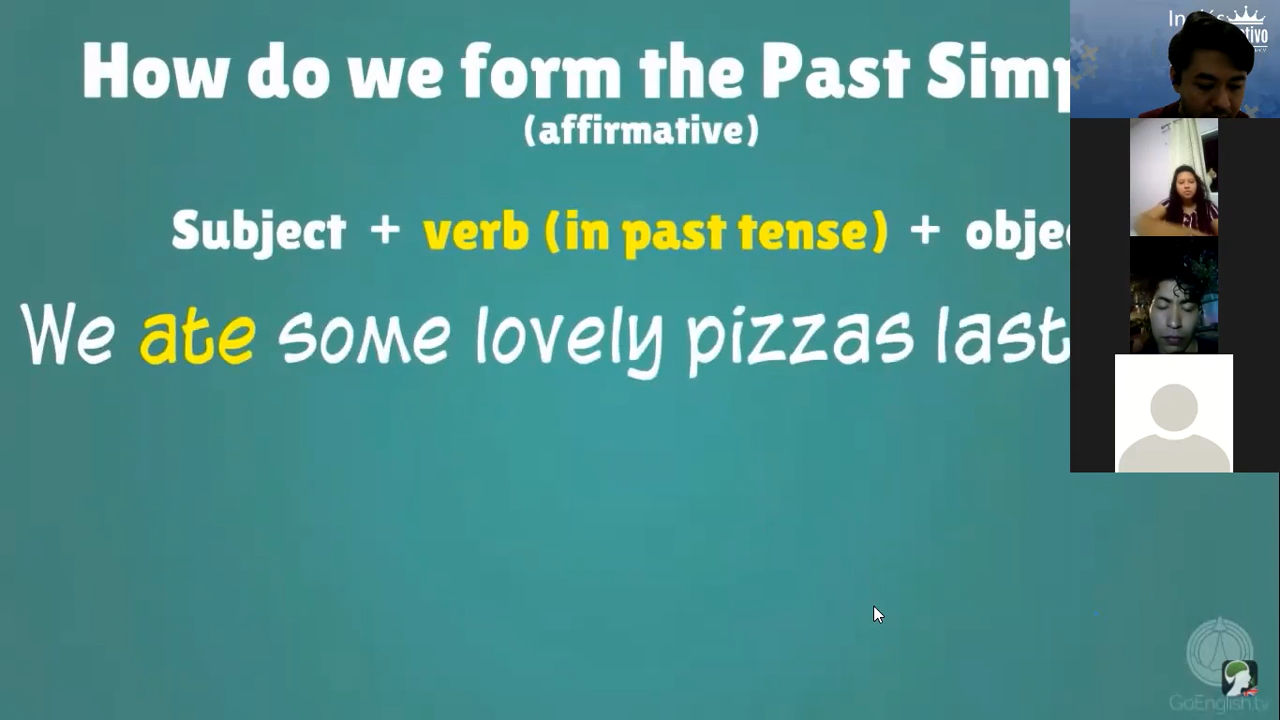 How do we form the Past Simp
(affirmative)
Subject + verb (in past tense) + obje
We ate some lovely pizzas last
GoEnglish.tv